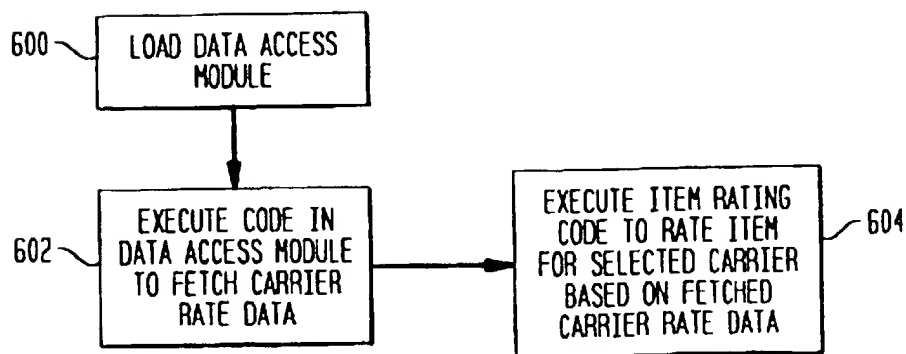 600
LOAD DATA ACCESS
MODULE
602
EXECUTE CODE IN
DATA ACCESS MODULE
TO FETCH CARRIER
RATE DATA
EXECUTE ITEM RATING
CODE TO RATE ITEM
FOR SELECTED CARRIER
BASED ON FETCHED
CARRIER RATE DATA
604